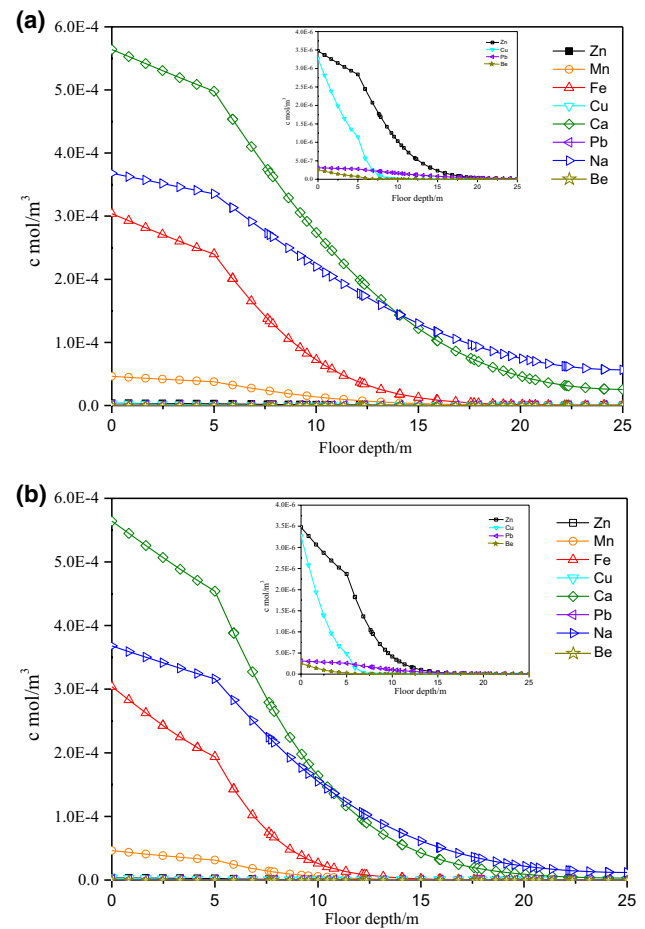 (a)
6.0E-4
5.0E-4
4.0E-4
3.0E-4
2.0E-4
1.0E-4
0.0
c mol/m³
0 5 10 15 20 25
Floor depth/m
Zn
Mn
Fe
Cu
Ca
Pb
Na
Be
4.0E-6
3.5E-6
3.0E-6
2.5E-6
2.0E-6
1.5E-6
1.0E-6
5.0E-7
0.0
c mol/m³
0 5 10 15 20 25
Floor depth/m
Zn
Cu
Pb
Be
(b)
6.0E-4
5.0E-4
4.0E-4
3.0E-4
2.0E-4
1.0E-4
0.0
c mol/m³
0 5 10 15 20 25
Floor depth/m
Zn
Mn
Fe
Cu
Ca
Pb
Na
Be
4.0E-6
3.5E-6
3.0E-6
2.5E-6
2.0E-6
1.5E-6
1.0E-6
5.0E-7
0.0
c mol/m³
0 5 10 15 20 25
Floor depth/m
Zn
Cu
Pb
Be